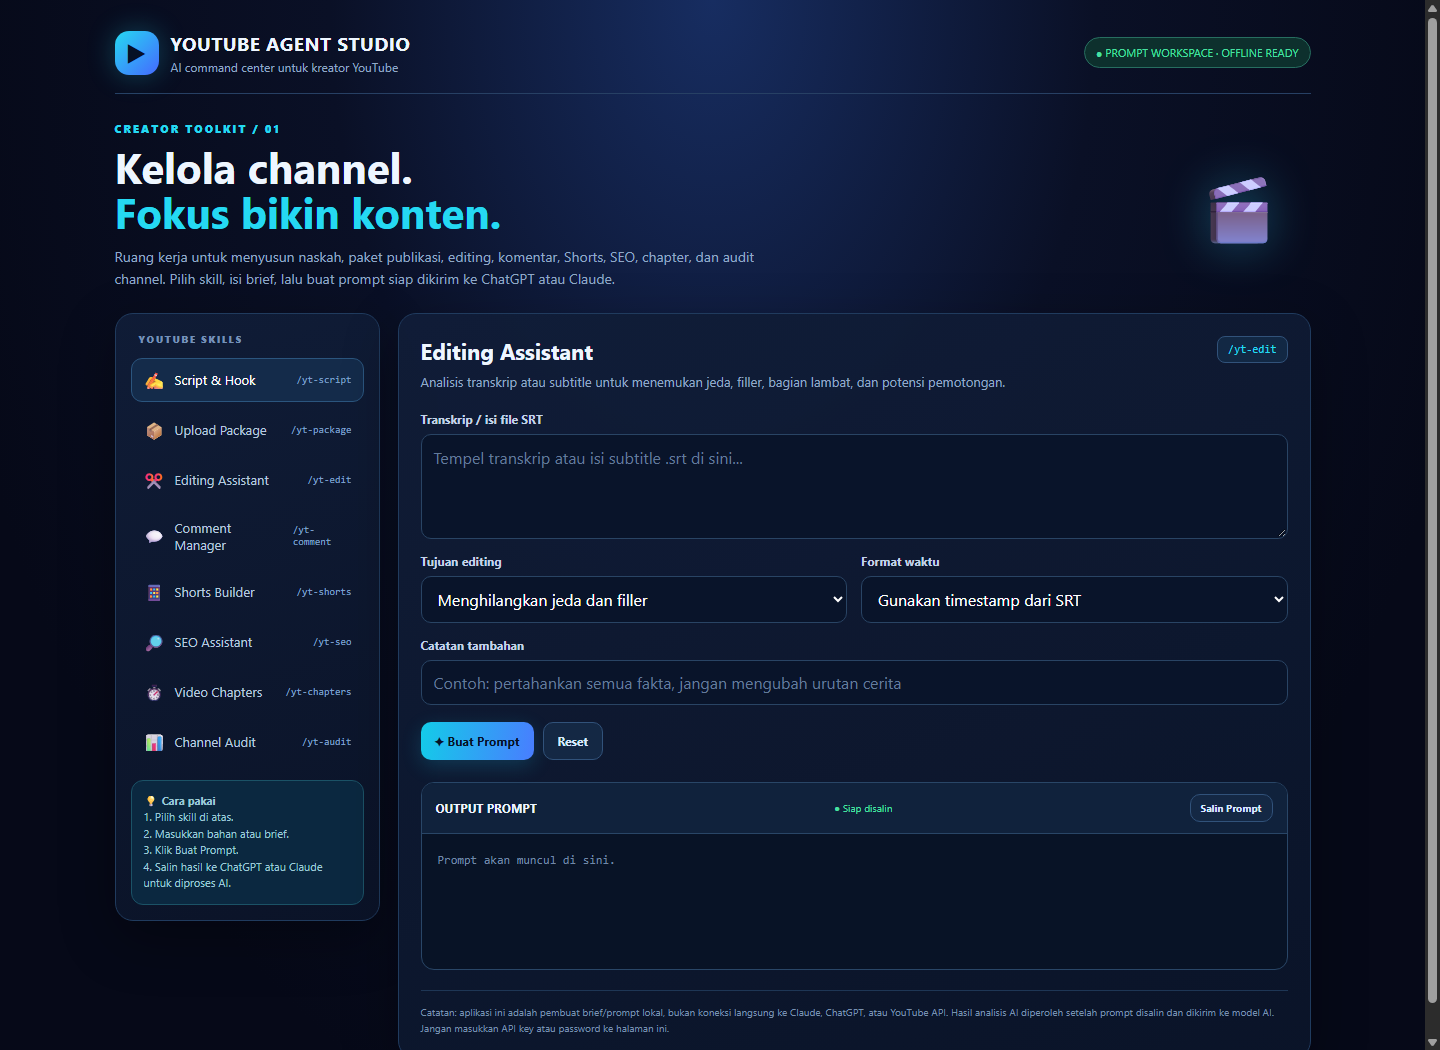 YOUTUBE AGENT STUDIO
AI command center untuk kreator YouTube
● PROMPT WORKSPACE · OFFLINE READY
CREATOR TOOLKIT / 01
Kelola channel.
Fokus bikin konten.
Ruang kerja untuk menyusun naskah, paket publikasi, editing, komentar, Shorts, SEO, chapter, dan audit
channel. Pilih skill, isi brief, lalu buat prompt siap dikirim ke ChatGPT atau Claude.
YOUTUBE SKILLS
Script & Hook /yt-script
Upload Package /yt-package
Editing Assistant /yt-edit
Comment
Manager
/yt-
comment
Shorts Builder /yt-shorts
SEO Assistant /yt-seo
Video Chapters /yt-chapters
Channel Audit /yt-audit
Cara pakai
1. Pilih skill di atas.
2. Masukkan bahan atau brief.
3. Klik Buat Prompt.
4. Salin hasil ke ChatGPT atau Claude
untuk diproses AI.
Editing Assistant
/yt-edit
Analisis transkrip atau subtitle untuk menemukan jeda, filler, bagian lambat, dan potensi pemotongan.
Transkrip / isi file SRT
Tempel transkrip atau isi subtitle .srt di sini...
Tujuan editing
Menghilangkan jeda dan filler
Format waktu
Gunakan timestamp dari SRT
Catatan tambahan
Contoh: pertahankan semua fakta, jangan mengubah urutan cerita
✦ Buat Prompt
Reset
OUTPUT PROMPT
● Siap disalin
Salin Prompt
Prompt akan muncul di sini.
Catatan: aplikasi ini adalah pembuat brief/prompt lokal, bukan koneksi langsung ke Claude, ChatGPT, atau YouTube API. Hasil analisis AI diperoleh setelah prompt disalin dan dikirim ke model AI.
Jangan masukkan API key atau password ke halaman ini.